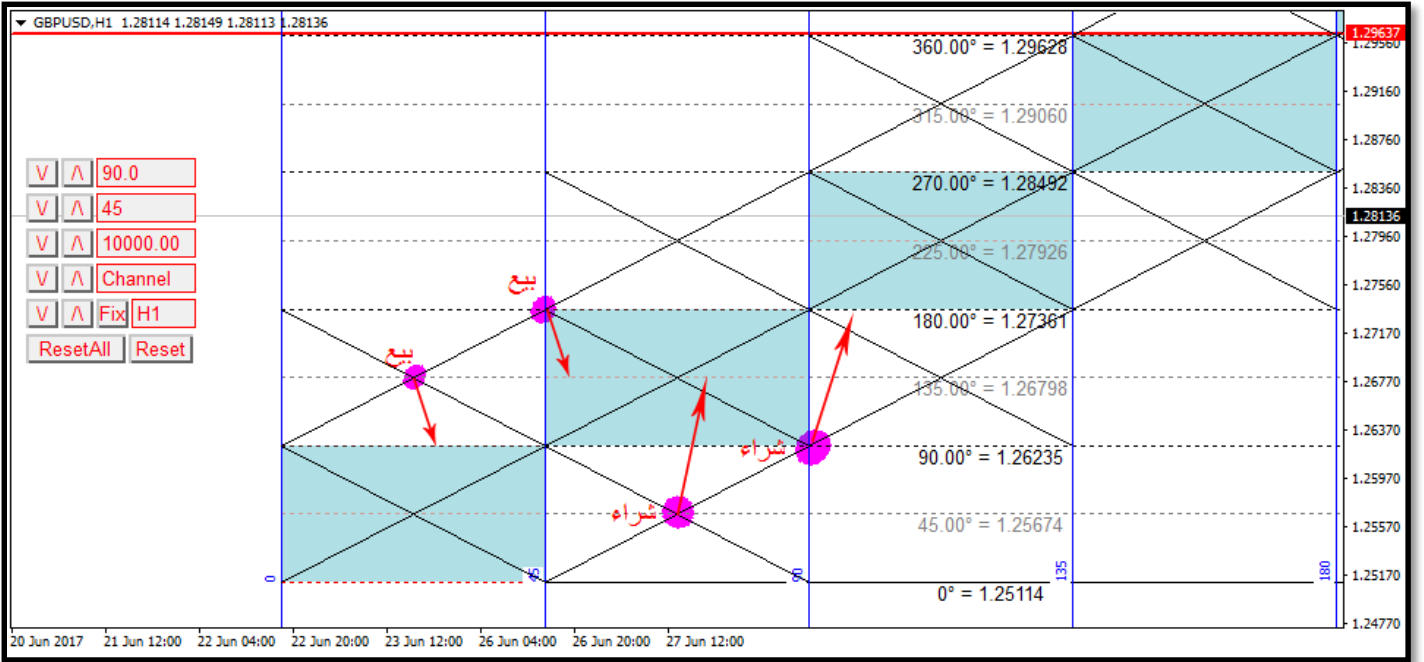 GBPUSD,H1 1.28114 1.28149 1.28113 1.28136
1.29637
360.00° = 1.29628
1.29560
315.00° = 1.29060
1.29160
1.28760
V Λ 90.0
270.00° = 1.28492
1.28360
V Λ 45
1.28136
V Λ 10000.00
225.00° = 1.27926
1.27960
V Λ Channel
بيع
1.27560
V Λ Fix H1
180.00° = 1.27361
1.27170
ResetAll Reset
بيع
135.00° = 1.26798
1.26770
1.26370
شراء
90.00° = 1.26235
1.25970
شراء
45.00° = 1.25674
1.25570
0 45 90 135 180
1.25170
0° = 1.25114
1.24770
20 Jun 2017 21 Jun 12:00 22 Jun 04:00 22 Jun 20:00 23 Jun 12:00 26 Jun 04:00 26 Jun 20:00 27 Jun 12:00